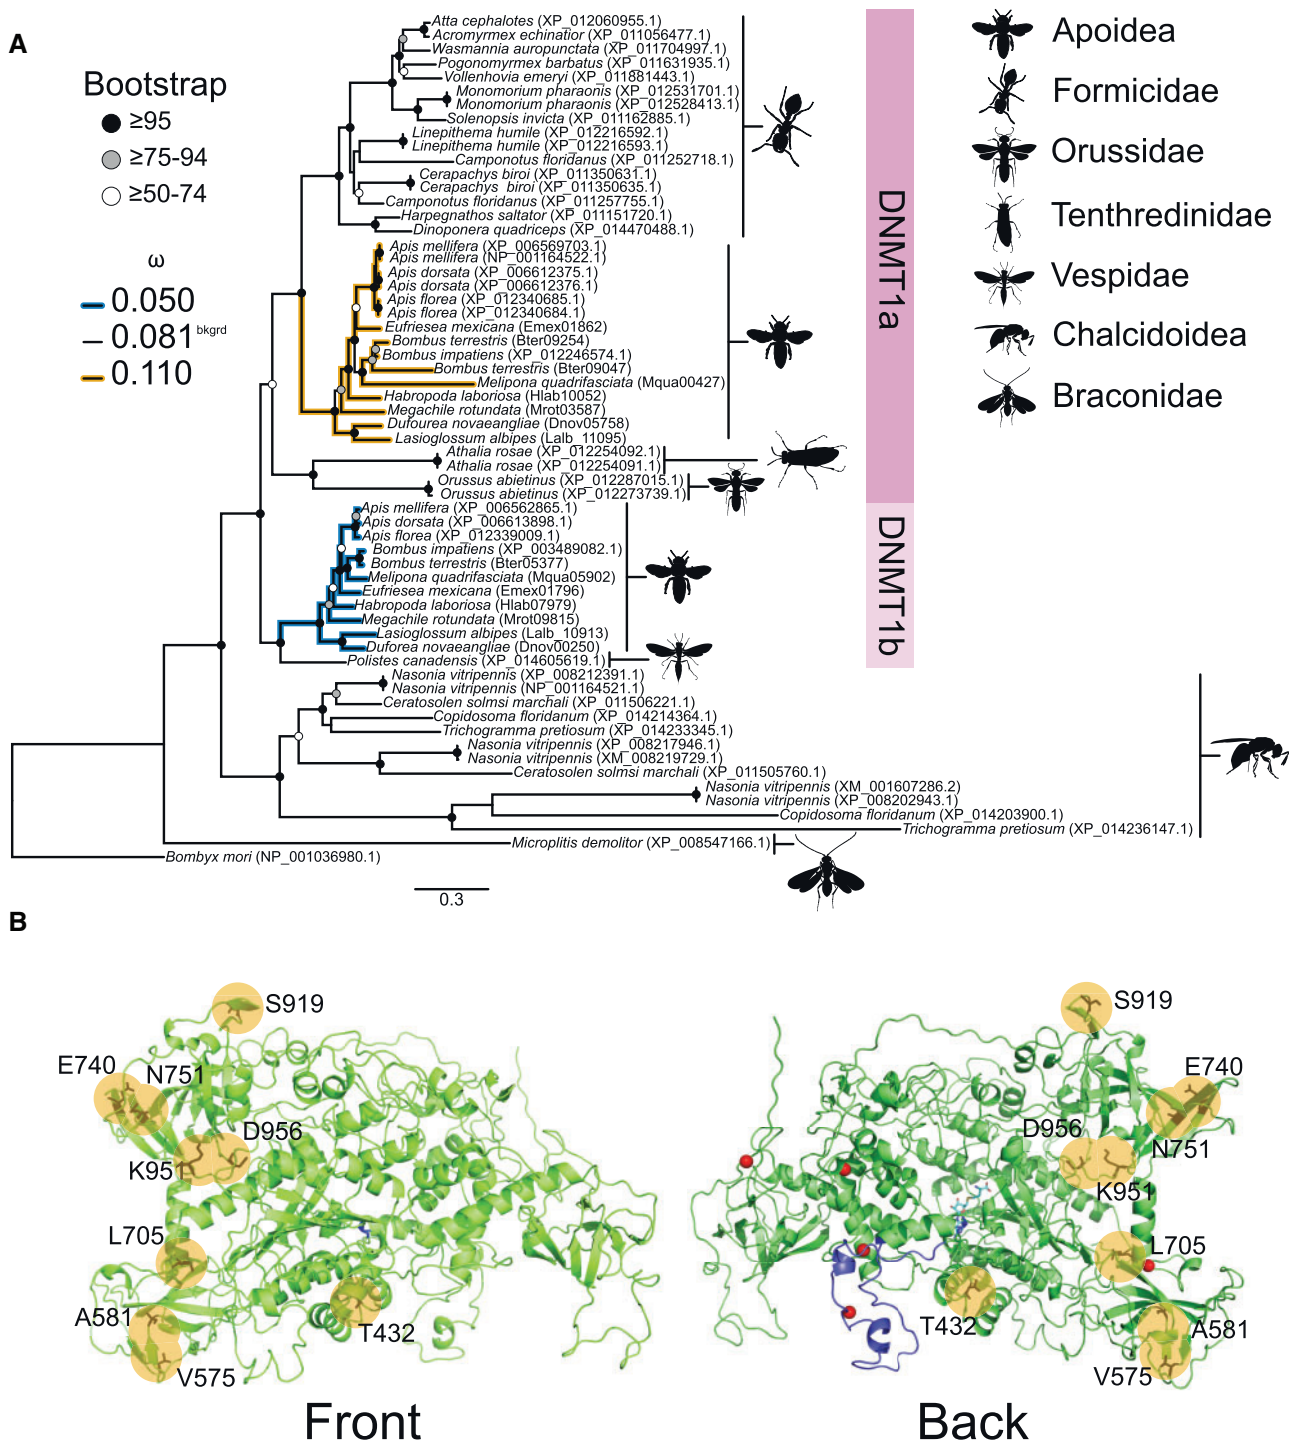 A
Bootstrap
≥95
≥75-94
≥50-74
ω
0.050
0.081 bkgrd
0.110
Atta cephalotes (XP_012060955.1)
Acromyrmex echinatior (XP_011056477.1)
Wasmannia auropunctata (XP_011704997.1)
Pogonomyrmex barbatus (XP_011631935.1)
Vollenhovia emeryi (XP_011881443.1)
Monomorium pharaonis (XP_012531701.1)
Monomorium pharaonis (XP_012528413.1)
Solenopsis invicta (XP_011162885.1)
Linepithema humile (XP_012216592.1)
Linepithema humile (XP_012216593.1)
Camponotus floridanus (XP_011252718.1)
Cerapachys biroi (XP_011350631.1)
Cerapachys biroi (XP_011350635.1)
Camponotus floridanus (XP_011257755.1)
Harpegnathos saltator (XP_011151720.1)
Dinoponera quadriceps (XP_014470488.1)
Apis mellifera (XP_006569703.1)
Apis mellifera (NP_001164522.1)
Apis dorsata (XP_006612375.1)
Apis dorsata (XP_006612376.1)
Apis florea (XP_012340685.1)
Apis florea (XP_012340684.1)
Eufriesea mexicana (Emex01862)
Bombus terrestris (Bter09254)
Bombus impatiens (XP_012246574.1)
Bombus terrestris (Bter09047)
Melipona quadrifasciata (Mqua00427)
Habropoda laboriosa (Hlab10052)
Megachile rotundata (Mrot03587)
Dufourea novaeangliae (Dnov05758)
Lasioglossum albipes (Lalb_11095)
Athalia rosae (XP_012254092.1)
Athalia rosae (XP_012254091.1)
Orussus abietinus (XP_012287015.1)
Orussus abietinus (XP_012273739.1)
Apis mellifera (XP_006562865.1)
Apis dorsata (XP_006613898.1)
Apis florea (XP_012339009.1)
Bombus impatiens (XP_003489082.1)
Bombus terrestris (Bter05377)
Melipona quadrifasciata (Mqua05902)
Eufriesea mexicana (Emex01796)
Habropoda laboriosa (Hlab07979)
Megachile rotundata (Mrot09815)
Lasioglossum albipes (Lalb_10913)
Duforea novaeangliae (Dnov00250)
Polistes canadensis (XP_014605619.1)
Nasonia vitripennis (XP_008212391.1)
Nasonia vitripennis (NP_001164521.1)
Ceratosolen solmsi marchali (XP_011506221.1)
Copidosoma floridanum (XP_014214364.1)
Trichogramma pretiosum (XP_014233345.1)
Nasonia vitripennis (XP_008217946.1)
Nasonia vitripennis (XM_008219729.1)
Ceratosolen solmsi marchali (XP_011505760.1)
Nasonia vitripennis (XM_001607286.2)
Nasonia vitripennis (XP_008202943.1)
Copidosoma floridanum (XP_014203900.1)
Trichogramma pretiosum (XP_014236147.1)
Microplitis demolitor (XP_008547166.1)
Bombyx mori (NP_001036980.1)
0.3
DNMT1a
DNMT1b
Apoidea
Formicidae
Orussidae
Tenthredinidae
Vespidae
Chalcidoidea
Braconidae
B
S919
E740
N751
D956
K951
L705
A581
T432
V575
Front
S919
E740
D956
N751
K951
L705
T432
A581
V575
Back